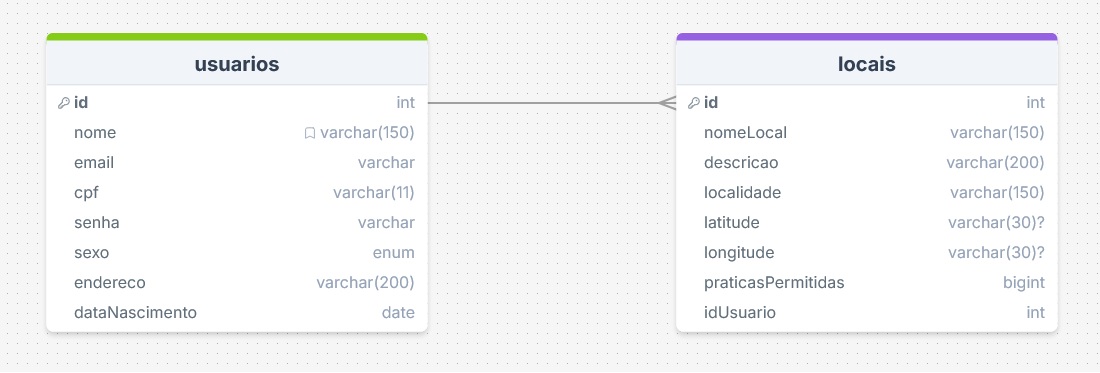 usuarios
id int
nome varchar(150)
email varchar
cpf varchar(11)
senha varchar
sexo enum
endereco varchar(200)
dataNascimento date
locais
id int
nomeLocal varchar(150)
descricao varchar(200)
localidade varchar(150)
latitude varchar(30)?
longitude varchar(30)?
praticasPermitidas bigint
idUsuario int